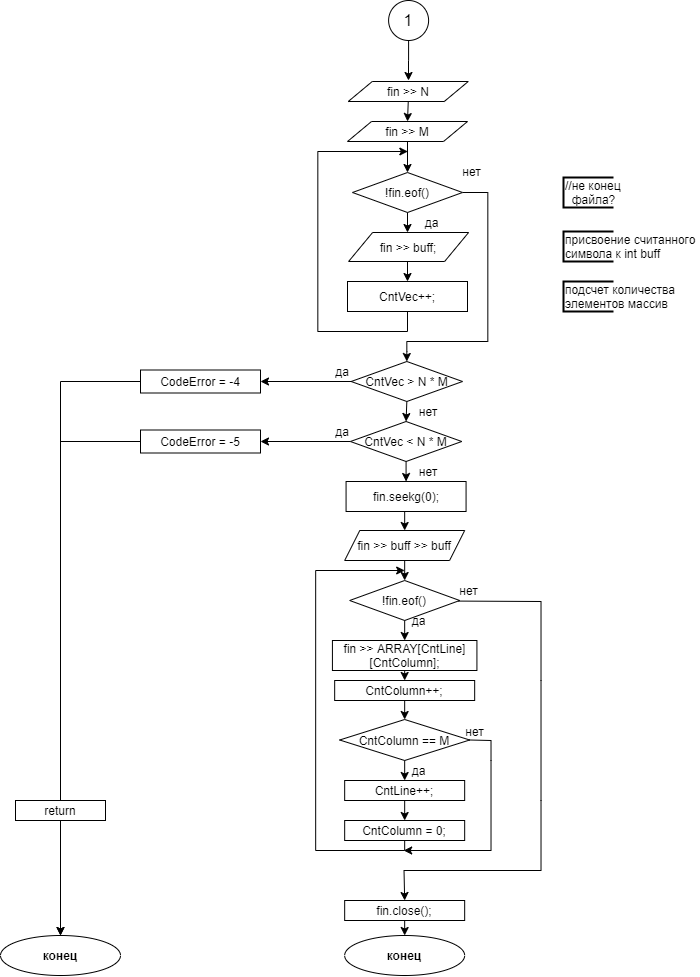 1
fin >> N
fin >> M
нет
!fin.eof()
//не конец
файла?
да
fin >> buff;
присвоение считанного
символа к int buff
CntVec++;
подсчет количества
элементов массив
да
CodeError = -4
CntVec > N * M
нет
да
CodeError = -5
CntVec < N * M
нет
fin.seekg(0);
fin >> buff >> buff
нет
!fin.eof()
да
fin >> ARRAY[CntLine]
[CntColumn];
CntColumn++;
нет
CntColumn == M
да
CntLine++;
return
CntColumn = 0;
fin.close();
конец
конец